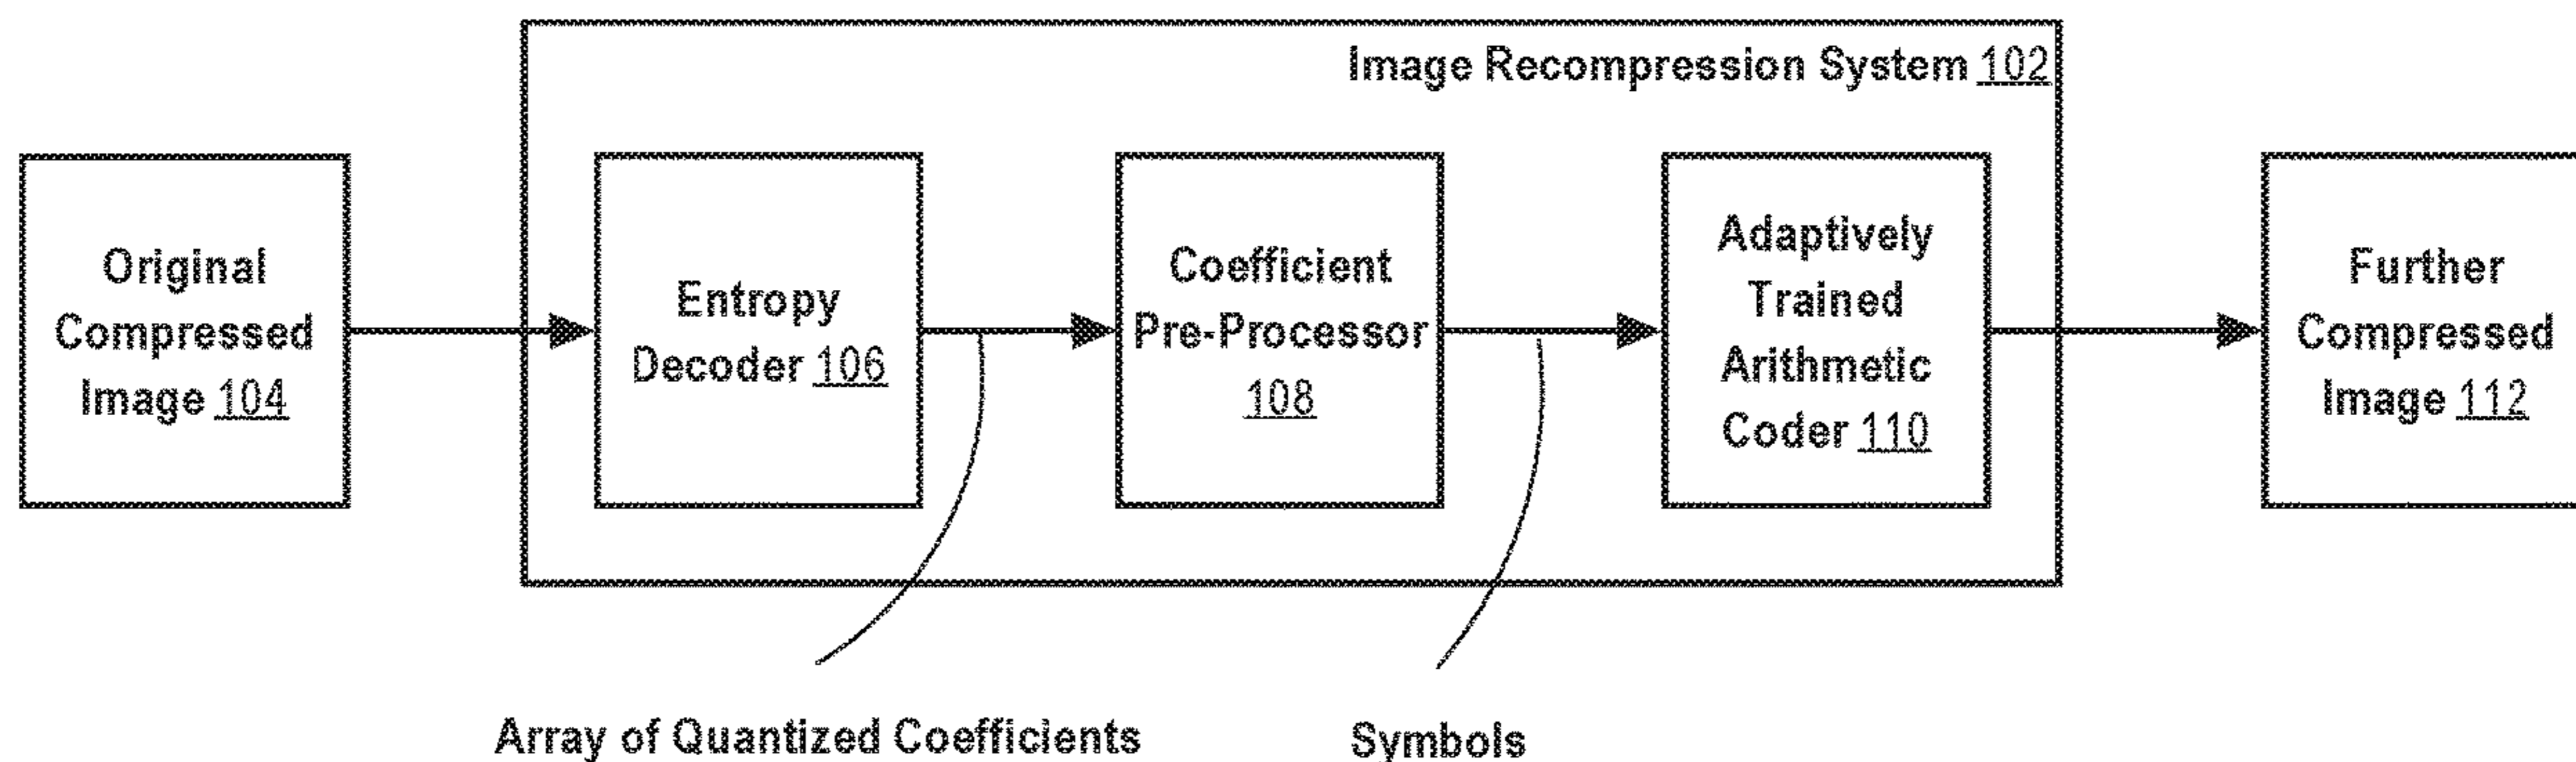 Image Recompression System 102
Original
Compressed
Image 104
Entropy
Decoder 106
Coefficient
Pre-Processor
108
Adaptively
Trained
Arithmetic
Coder 110
Further
Compressed
Image 112
Array of Quantized Coefficients
Symbols